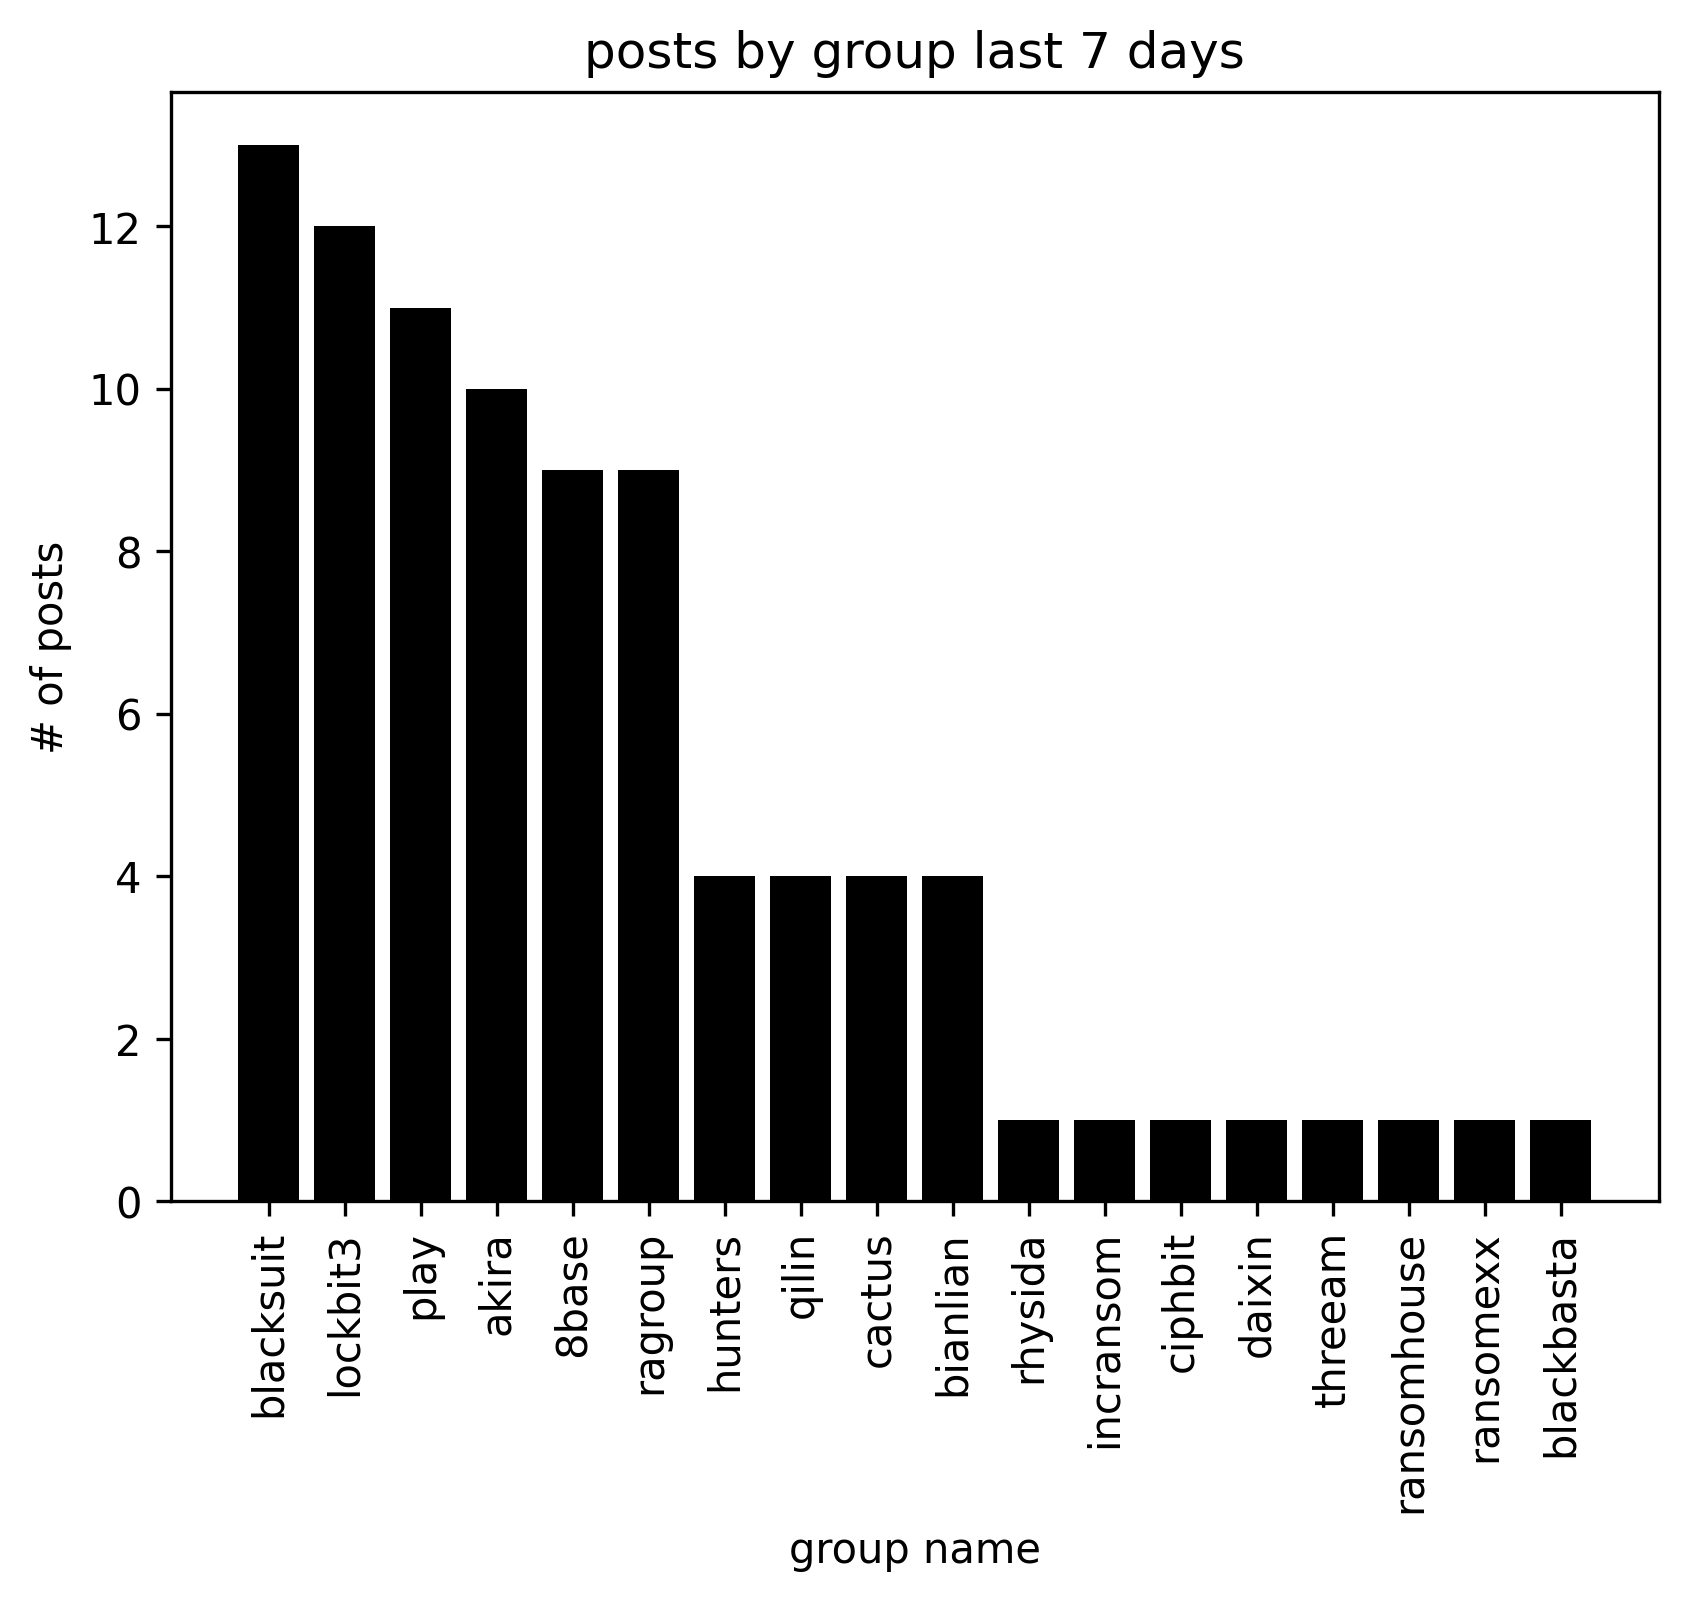 posts by group last 7 days
# of posts
12
10
8
6
4
2
0
blacksuit
lockbit3
play
akira
8base
ragroup
hunters
qilin
cactus
bianlian
rhysida
incransom
ciphbit
daixin
threeam
ransomhouse
ransomexx
blackbasta
group name